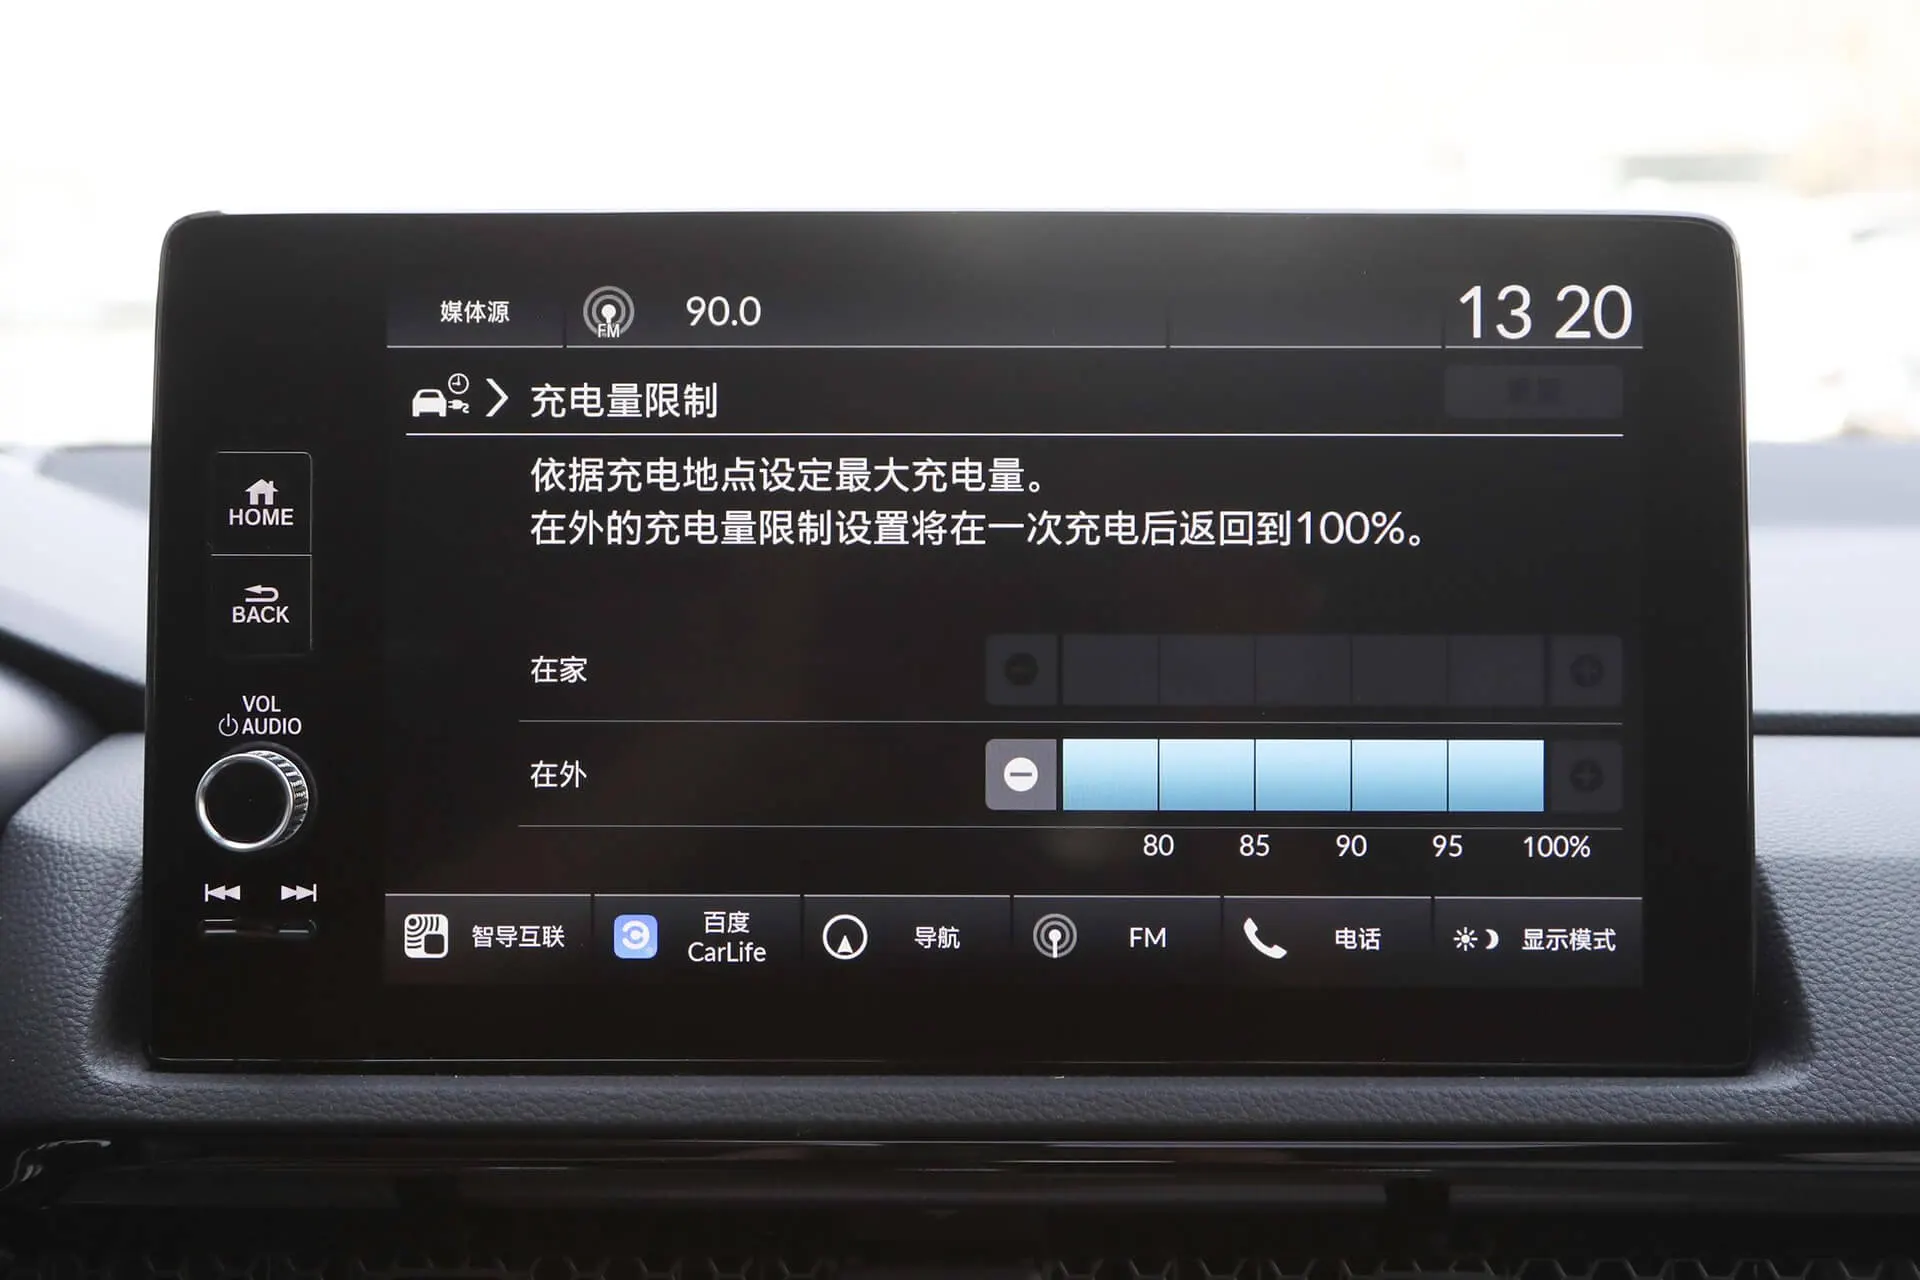 媒体源 FM 90.0 13 20
充电量限制
依据充电地点设定最大充电量。
在外的充电量限制设置将在一次充电后返回到100%。
HOME
BACK
在家
VOL
AUDIO
在外
80 85 90 95 100%
智导互联 百度 CarLife 导航 FM 电话 显示模式